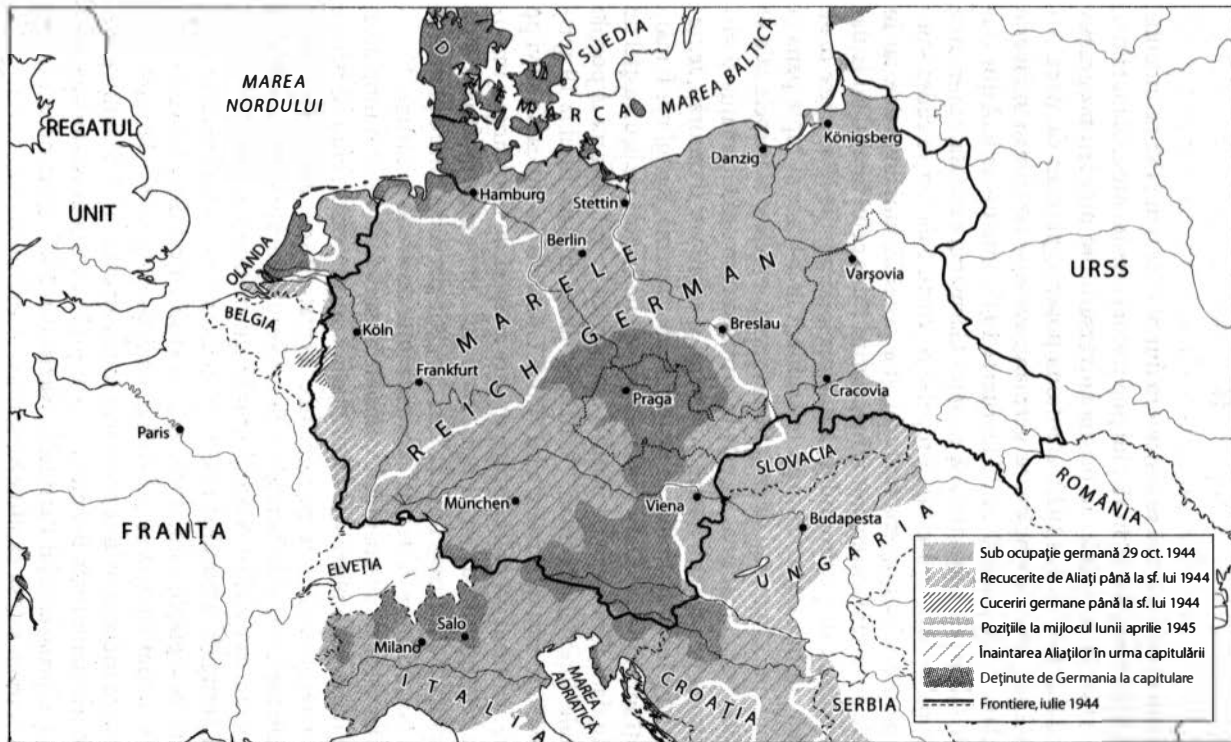 SUEDIA
MAREA BALTICĂ
DANEMARCA
MAREA
NORDULUI
REGATUL
UNIT
Königsberg
Danzig
Hamburg
Stettin
Berlin
OLANDA
BELGIA
Varșovia
URSS
MARELE
REICH GERMAN
Köln
Breslau
Frankfurt
Praga
Cracovia
Paris
SLOVACIA
München
Viena
ROMÂNIA
FRANȚA
Budapesta
UNGARIA
ELVEȚIA
Salo
Milano
ITALIA
MAREA
ADRIATICĂ
CROAȚIA
SERBIA
Sub ocupație germană 29 oct. 1944
Recucerite de Aliați până la sf. lui 1944
Cuceriri germane până la sf. lui 1944
Pozițiile la mijlocul lunii aprilie 1945
Înaintarea Aliaților în urma capitulării
Deținute de Germania la capitulare
Frontiere, iulie 1944